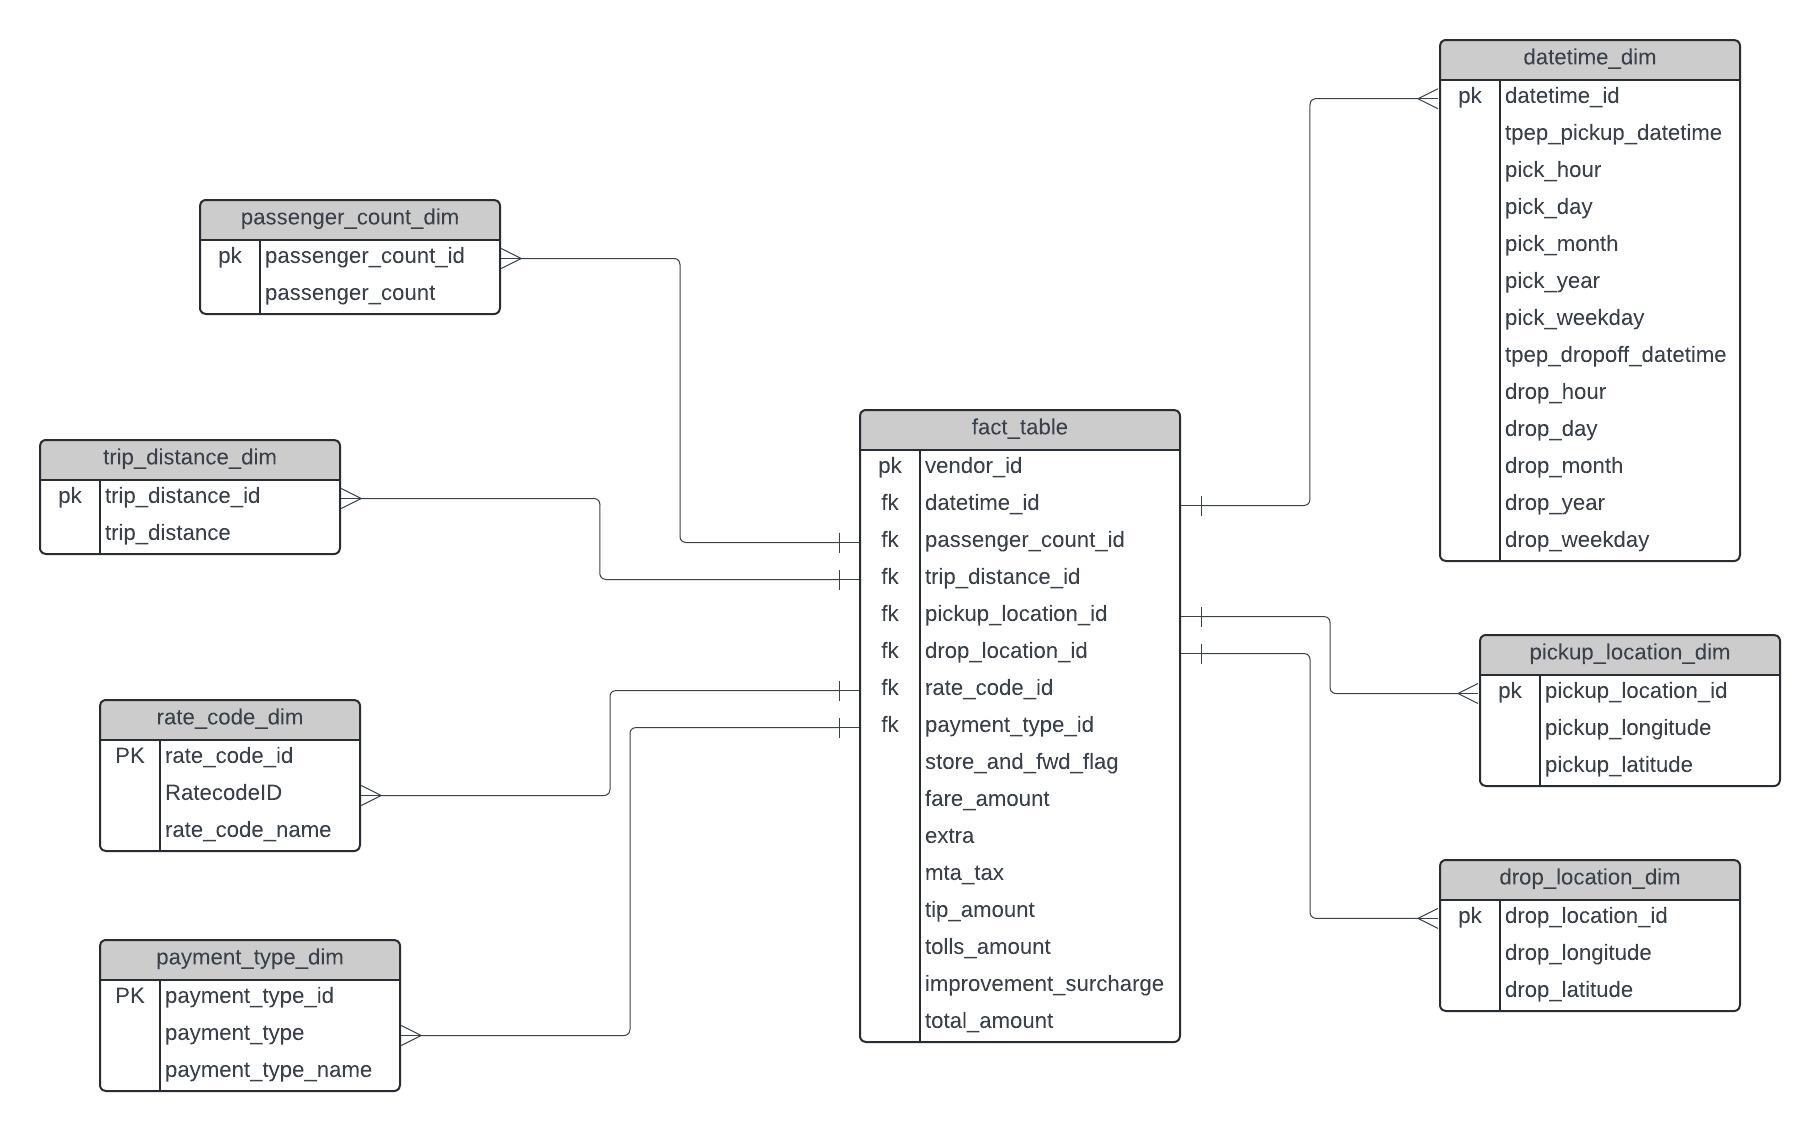 datetime_dim
pk datetime_id
tpep_pickup_datetime
pick_hour
pick_day
pick_month
pick_year
pick_weekday
tpep_dropoff_datetime
drop_hour
drop_day
drop_month
drop_year
drop_weekday
passenger_count_dim
pk passenger_count_id
passenger_count
trip_distance_dim
pk trip_distance_id
trip_distance
fact_table
pk vendor_id
fk datetime_id
fk passenger_count_id
fk trip_distance_id
fk pickup_location_id
fk drop_location_id
fk rate_code_id
fk payment_type_id
store_and_fwd_flag
fare_amount
extra
mta_tax
tip_amount
tolls_amount
improvement_surcharge
total_amount
pickup_location_dim
pk pickup_location_id
pickup_longitude
pickup_latitude
rate_code_dim
PK rate_code_id
RatecodeID
rate_code_name
drop_location_dim
pk drop_location_id
drop_longitude
drop_latitude
payment_type_dim
PK payment_type_id
payment_type
payment_type_name